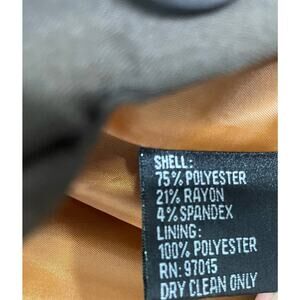 SHELL:
75% POLYESTER
21% RAYON
4% SPANDEX
LINING:
100% POLYESTER
RN: 97015
DRY CLEAN ONLY